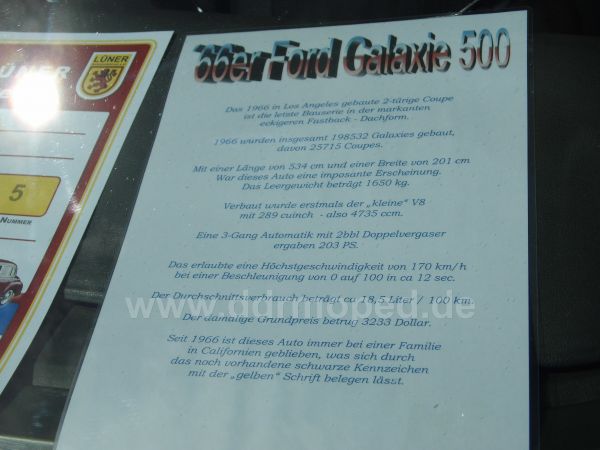 LÜNER
LÜNER
5
NUMMER
'66er Ford Galaxie 500
Das 1966 in Los Angeles gebaute 2-türige Coupe
ist die letzte Bauserie in der markanten
eckigeren Fastback - Dachform.
1966 wurden insgesamt 198532 Galaxies gebaut,
davon 25715 Coupes.
Mit einer Länge von 534 cm und einer Breite von 201 cm
War dieses Auto eine imposante Erscheinung.
Das Leergewicht beträgt 1650 kg.
Verbaut wurde erstmals der „kleine“ V8
mit 289 cuinch - also 4735 ccm.
Eine 3-Gang Automatik mit 2bbl Doppelvergaser
ergaben 203 PS.
Das erlaubte eine Höchstgeschwindigkeit von 170 km/h
bei einer Beschleunigung von 0 auf 100 in ca 12 sec.
Der Durchschnittsverbrauch beträgt ca 18,5 Liter / 100 km.
Der damalige Grundpreis betrug 3233 Dollar.
Seit 1966 ist dieses Auto immer bei einer Familie
in Californien geblieben, was sich durch
das noch vorhandene schwarze Kennzeichen
mit der „gelben“ Schrift belegen lässt.